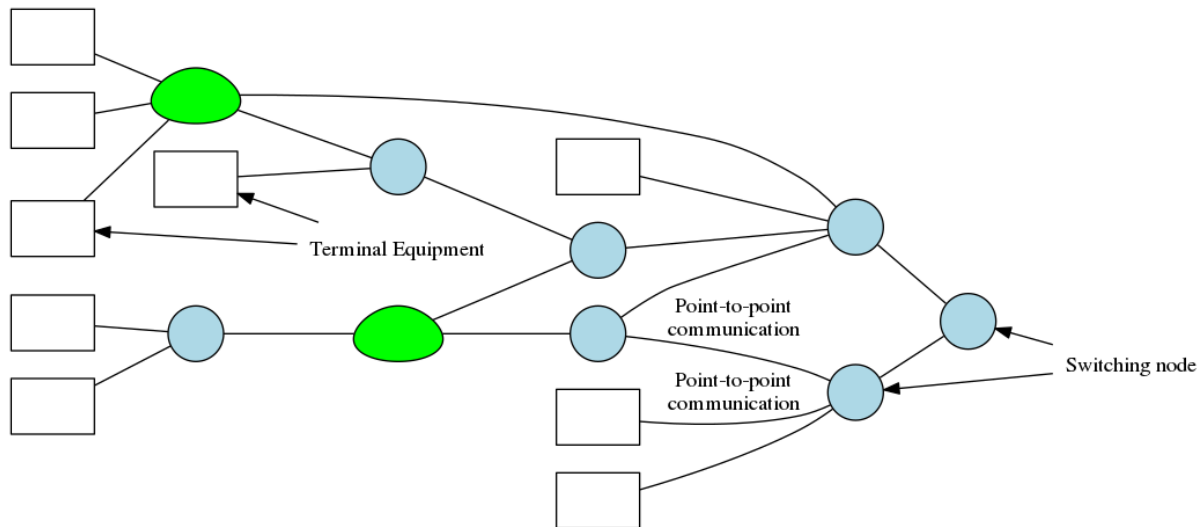 Terminal Equipment
Point-to-point
communication
Point-to-point
communication
Switching node